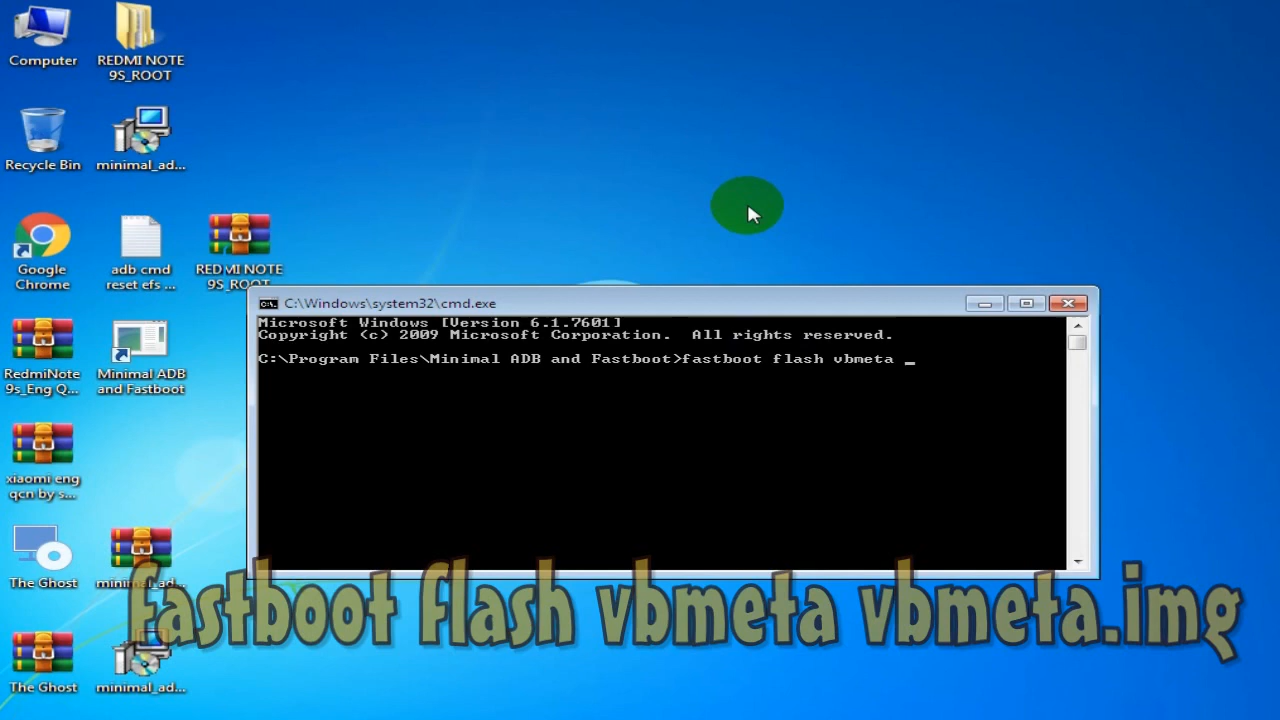 Computer
REDMI NOTE
9S_ROOT
Recycle Bin
minimal_ad...
Google
Chrome
adb cmd
reset efs ...
REDMI NOTE
9S_ROOT
RedmiNote
9s_Eng Q...
Minimal ADB
and Fastboot
xiaomi eng
qcn by s...
The Ghost
minimal_ad...
The Ghost
minimal_ad...
C:\Windows\system32\cmd.exe
Microsoft Windows [Version 6.1.7601]
Copyright (c) 2009 Microsoft Corporation.  All rights reserved.
C:\Program Files\Minimal ADB and Fastboot>fastboot flash vbmeta _
fastboot flash vbmeta vbmeta.img